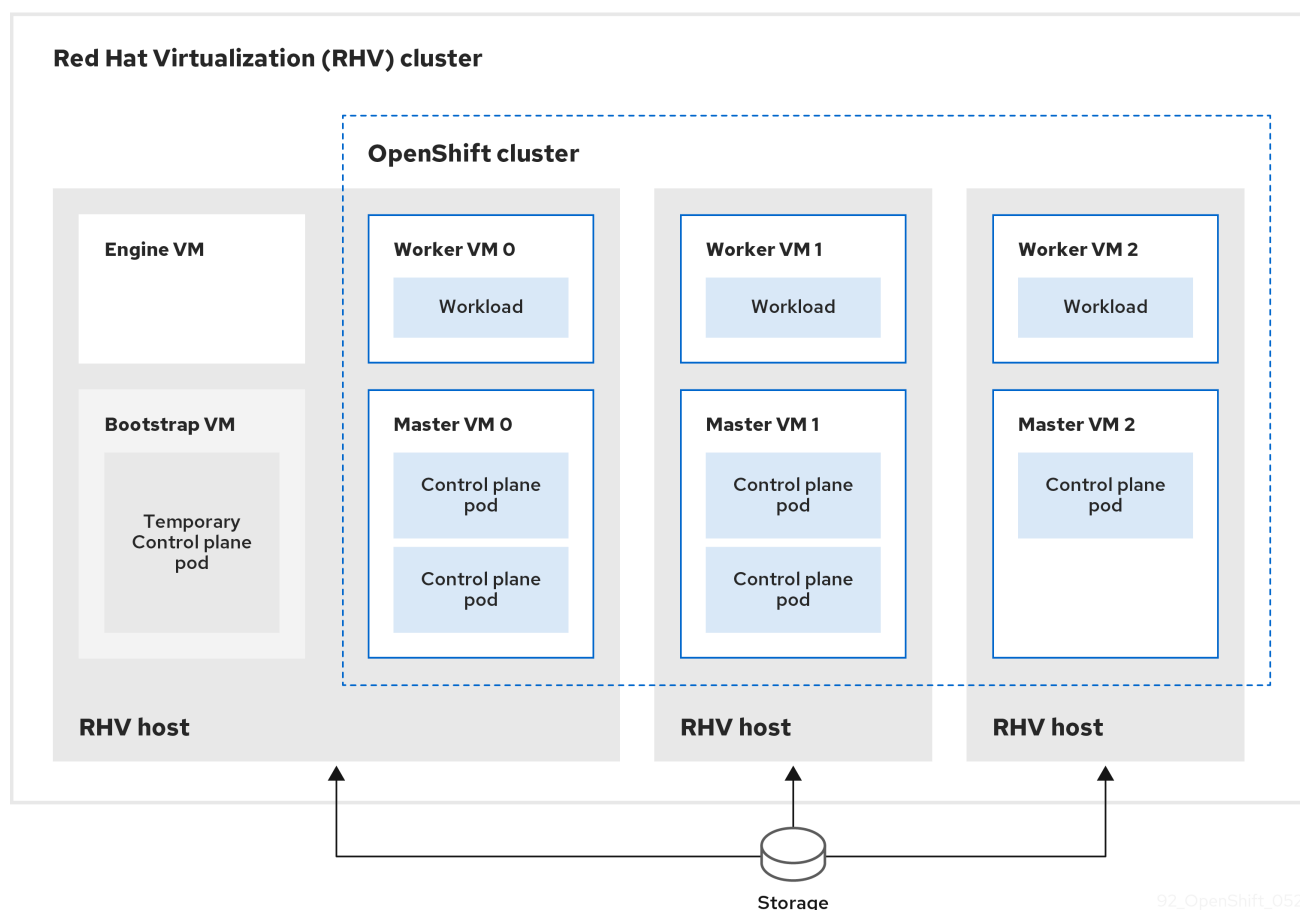 Red Hat Virtualization (RHV) cluster
OpenShift cluster
Engine VM
Worker VM 0
Workload
Worker VM 1
Workload
Worker VM 2
Workload
Bootstrap VM
Temporary
Control plane
pod
Master VM 0
Control plane
pod
Control plane
pod
Master VM 1
Control plane
pod
Control plane
pod
Master VM 2
Control plane
pod
RHV host
RHV host
RHV host
Storage
92_OpenShift_052